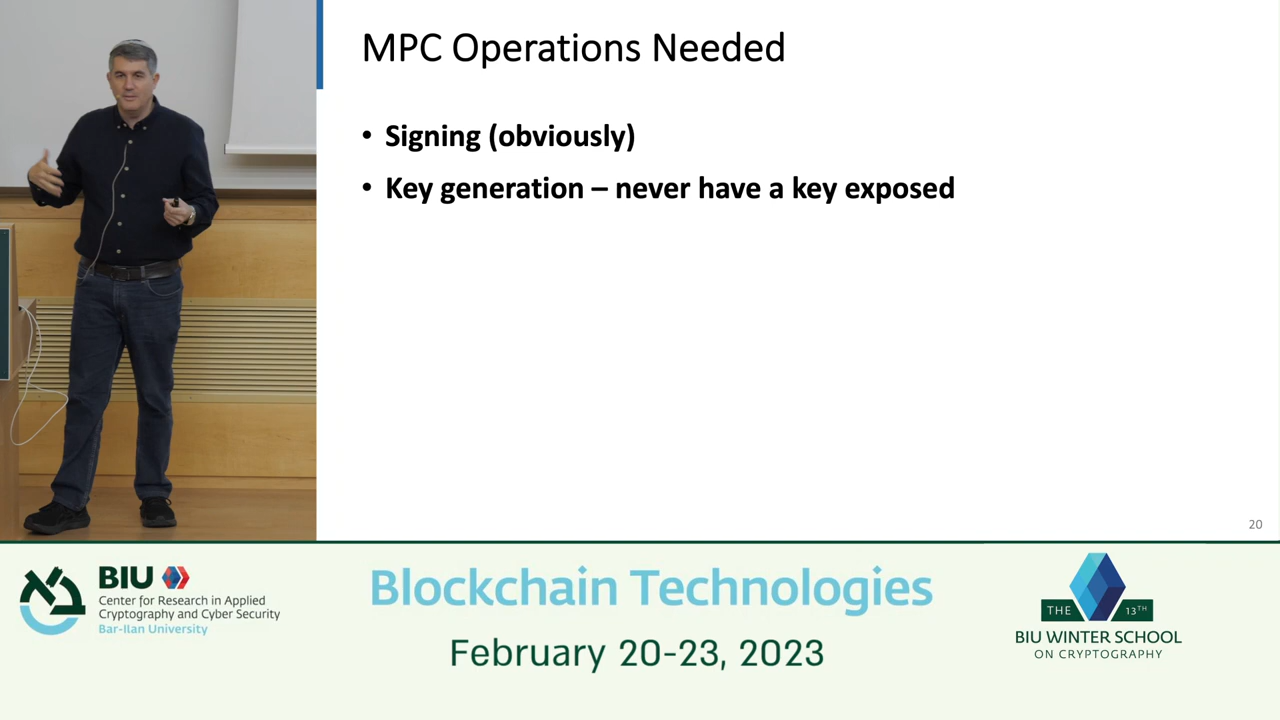 MPC Operations Needed
• Signing (obviously)
• Key generation – never have a key exposed
20
BIU
Center for Research in Applied
Cryptography and Cyber Security
Bar-Ilan University
Blockchain Technologies
February 20-23, 2023
THE 13TH
BIU WINTER SCHOOL
ON CRYPTOGRAPHY